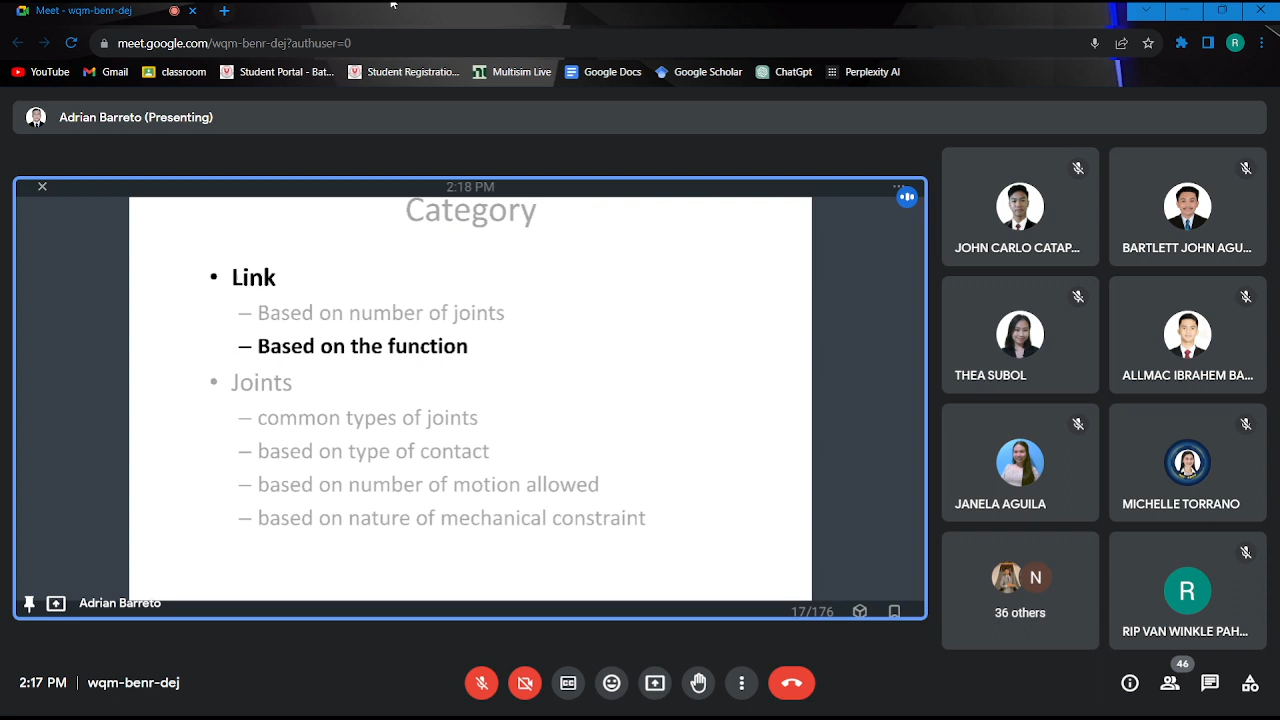 Meet - wqm-benr-dej
meet.google.com/wqm-benr-dej?authuser=0
R
YouTube
Gmail
classroom
Student Portal - Bat...
Student Registratio...
Multisim Live
Google Docs
Google Scholar
ChatGpt
Perplexity AI
Adrian Barreto (Presenting)
2:18 PM
Category
• Link
– Based on number of joints
– Based on the function
• Joints
– common types of joints
– based on type of contact
– based on number of motion allowed
– based on nature of mechanical constraint
Adrian Barreto
17/176
JOHN CARLO CATAP...
BARTLETT JOHN AGU...
THEA SUBOL
ALLMAC IBRAHEM BA...
JANELA AGUILA
MICHELLE TORRANO
N
36 others
R
RIP VAN WINKLE PAH...
2:17 PM | wqm-benr-dej
46